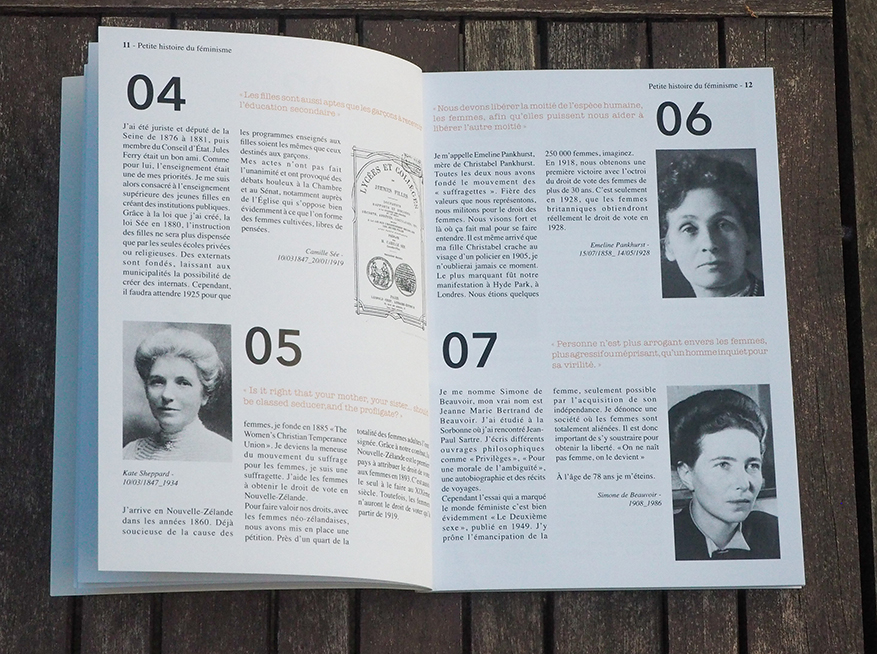 11 - Petite histoire du féminisme
04
« Les filles sont aussi aptes que les garçons à recevoir
l'éducation secondaire »
J'ai été juriste et député de la
Seine de 1876 à 1881, puis
membre du Conseil d'État. Jules
Ferry était un bon ami. Comme
pour lui, l'enseignement était
une de mes priorités. Je me suis
alors consacré à l'enseignement
supérieure des jeunes filles en
créant des institutions publiques.
Grâce à la loi que j'ai créé, la
loi Sée en 1880, l'instruction
des filles ne sera plus dispensée
que par seules écoles privées
ou religieuses. Des externats
sont fondés, laissant aux
municipalités la possibilité de
créer des internats. Cependant,
il faudra attendre 1925 pour que
les programmes enseignés aux
filles soient les mêmes que ceux
destinés aux garçons.
Mes actes n'ont pas fait
l'unanimité et ont provoqué des
débats houleux à la Chambre
et au Sénat, notamment auprès
de l'Église qui s'oppose bien
évidemment à ce que l'on forme
des femmes cultivées, libres de
pensées.
Camille Sée -
10/031847_20/01/1919
LYCÉES ET COLLÈGES
JEUNES FILLES
05
« Is it right that your mother, your sister... should
be classed seducer, and the profligate? »
Kate Sheppard -
10/03/1847_1934
J'arrive en Nouvelle-Zélande
dans les années 1860. Déjà
soucieuse de la cause des
femmes, je fonde en 1885 « The
Women's Christian Temperance
Union ». Je deviens la meneuse
du mouvement du suffrage
pour les femmes, je suis une
suffragette. J'aide les femmes
à obtenir le droit de vote en
Nouvelle-Zélande.
Pour faire valoir nos droits, avec
les femmes néo-zélandaises,
nous avons mis en place une
pétition. Près d'un quart de la
totalité des femmes adultes l'ont
signée. Grâce à notre combat, la
Nouvelle-Zélande est le premier
pays à attribuer le droit de vote
aux femmes en 1893. C'est
le seul à le faire au XIXème
siècle. Toutefois, les femmes
n'auront le droit de voter qu'à
partir de 1919.
Petite histoire du féminisme - 12
« Nous devons libérer la moitié de l'espèce humaine,
les femmes, afin qu'elles puissent nous aider à
libérer l'autre moitié »
06
Je m'appelle Emeline Pankhurst,
mère de Christabel Pankhurst.
Toutes les deux nous avons
fondé le mouvement des
« suffragettes ». Fière des
valeurs que nous représentons,
nous militons pour le droit des
femmes. Nous visons fort et
là où ça fait mal pour se faire
entendre. Il est même arrivé que
ma fille Christabel crache au
visage d'un policier en 1905, je
n'oublierai jamais ce moment.
Le plus marquant fût notre
manifestation à Hyde Park, à
Londres. Nous étions quelques
250 000 femmes, imaginez.
En 1918, nous obtenons une
première victoire avec l'octroi
du droit de vote des femmes de
plus de 30 ans. C'est seulement
en 1928, que les femmes
britanniques obtiendront
réellement le droit de vote en
1928.
Emeline Pankhurst -
15/07/1858_ 14/05/1928
07
« Personne n'est plus arrogant envers les femmes,
plus agressif ou méprisant, qu'un homme inquiet pour
sa virilité. »
Je me nomme Simone de
Beauvoir, mon vrai nom est
Jeanne Marie Bertrand de
Beauvoir. J'ai étudié à la
Sorbonne où j'ai rencontré Jean-
Paul Sartre. J'écris différents
ouvrages philosophiques
comme « Privilèges », « Pour
une morale de l'ambiguité »,
une autobiographie et des récits
de voyages.
Cependant l'essai qui a marqué
le monde féministe c'est bien
évidemment « Le Deuxième
sexe », publié en 1949. J'y
prône l'émancipation de la
femme, seulement possible
par l'acquisition de son
indépendance. Je dénonce une
société où les femmes sont
totalement aliénées. Il est donc
important de s'y soustraire pour
obtenir la liberté. « On ne naît
pas femme, on le devient »
À l'âge de 78 ans je m'éteins.
Simone de Beauvoir -
1908_1986